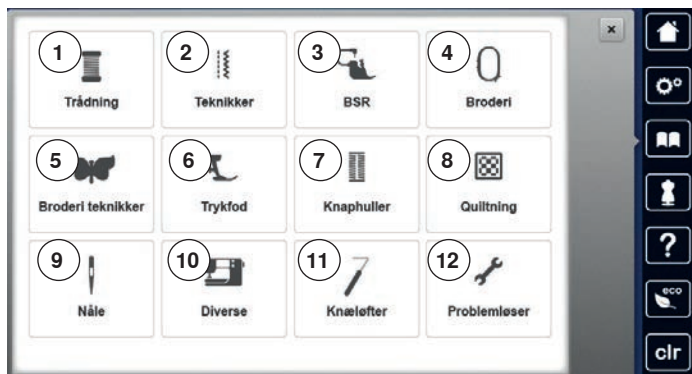 1
Trådning
2
Teknikker
3
BSR
4
Broderi
5
Broderi teknikker
6
Trykfod
7
Knaphuller
8
Quiltning
9
Nåle
10
Diverse
11
Knæløfter
12
Problemløser
×
?
eco
clr